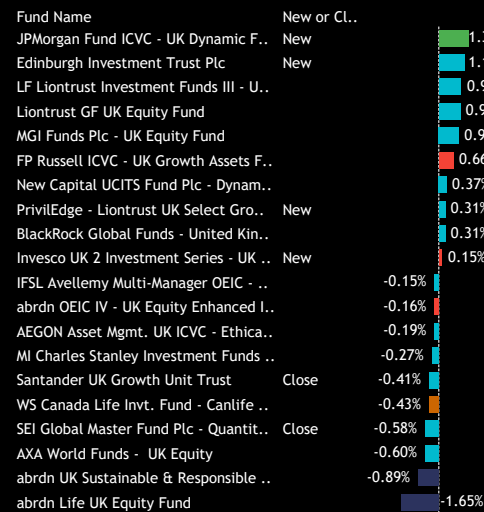 Fund Name New or Cl..
JPMorgan Fund ICVC - UK Dynamic F.. New
Edinburgh Investment Trust Plc New
LF Liontrust Investment Funds III - U.. 0.9
Liontrust GF UK Equity Fund 0.9
MGI Funds Plc - UK Equity Fund 0.9
FP Russell ICVC - UK Growth Assets F.. 0.66%
New Capital UCITS Fund Plc - Dynam.. 0.37%
PrivilEdge - Liontrust UK Select Gro.. New 0.31%
BlackRock Global Funds - United Kin.. 0.31%
Invesco UK 2 Investment Series - UK .. New 0.15%
IFSL Avellemy Multi-Manager OEIC - .. -0.15%
abrdn OEIC IV - UK Equity Enhanced I.. -0.16%
AEGON Asset Mgmt. UK ICVC - Ethica.. -0.19%
MI Charles Stanley Investment Funds .. -0.27%
Santander UK Growth Unit Trust Close -0.41%
WS Canada Life Invt. Fund - Canlife .. -0.43%
SEI Global Master Fund Plc - Quantit.. Close -0.58%
AXA World Funds - UK Equity -0.60%
abrdn UK Sustainable & Responsible .. -0.89%
abrdn Life UK Equity Fund -1.65%